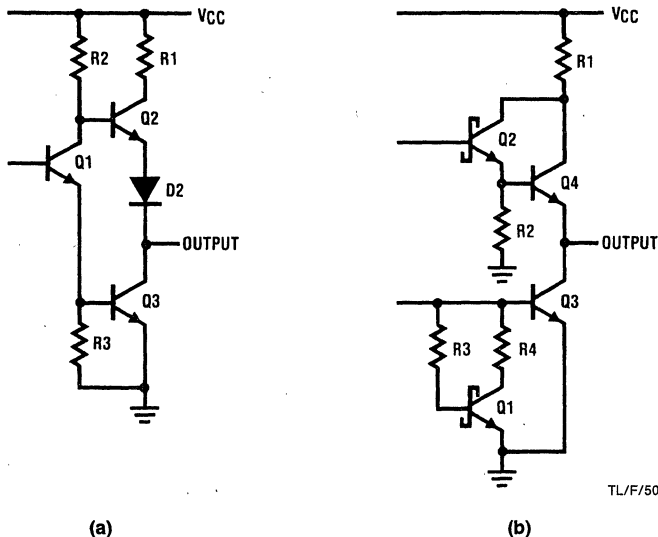 VCC
R2
R1
Q2
Q1
D2
OUTPUT
Q3
R3
(a)
VCC
R1
Q2
Q4
R2
OUTPUT
Q3
R3
R4
Q1
TL/F/50
(b)